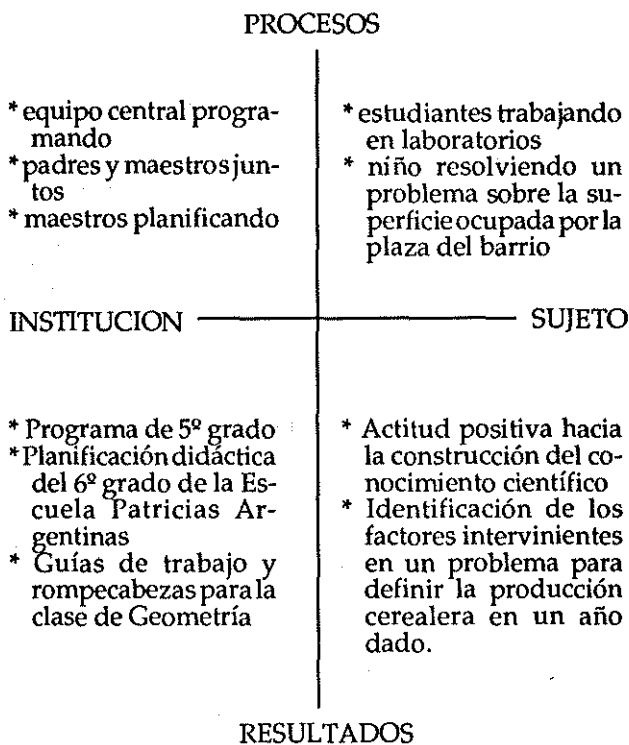 PROCESOS
* equipo central progra-
mando
* padres y maestros jun-
tos
* maestros planificando
* estudiantes trabajando
en laboratorios
* niño resolviendo un
problema sobre la su-
perficie ocupada por la
plaza del barrio
INSTITUCION
SUJETO
* Programa de 5º grado
* Planificación didáctica
del 6º grado de la Es-
cuela Patricias Ar-
gentinas
* Guías de trabajo y
rompecabezas para la
clase de Geometría
* Actitud positiva hacia
la construcción del co-
nocimiento científico
* Identificación de los
factores intervinientes
en un problema para
definir la producción
cerealera en un año
dado.
RESULTADOS